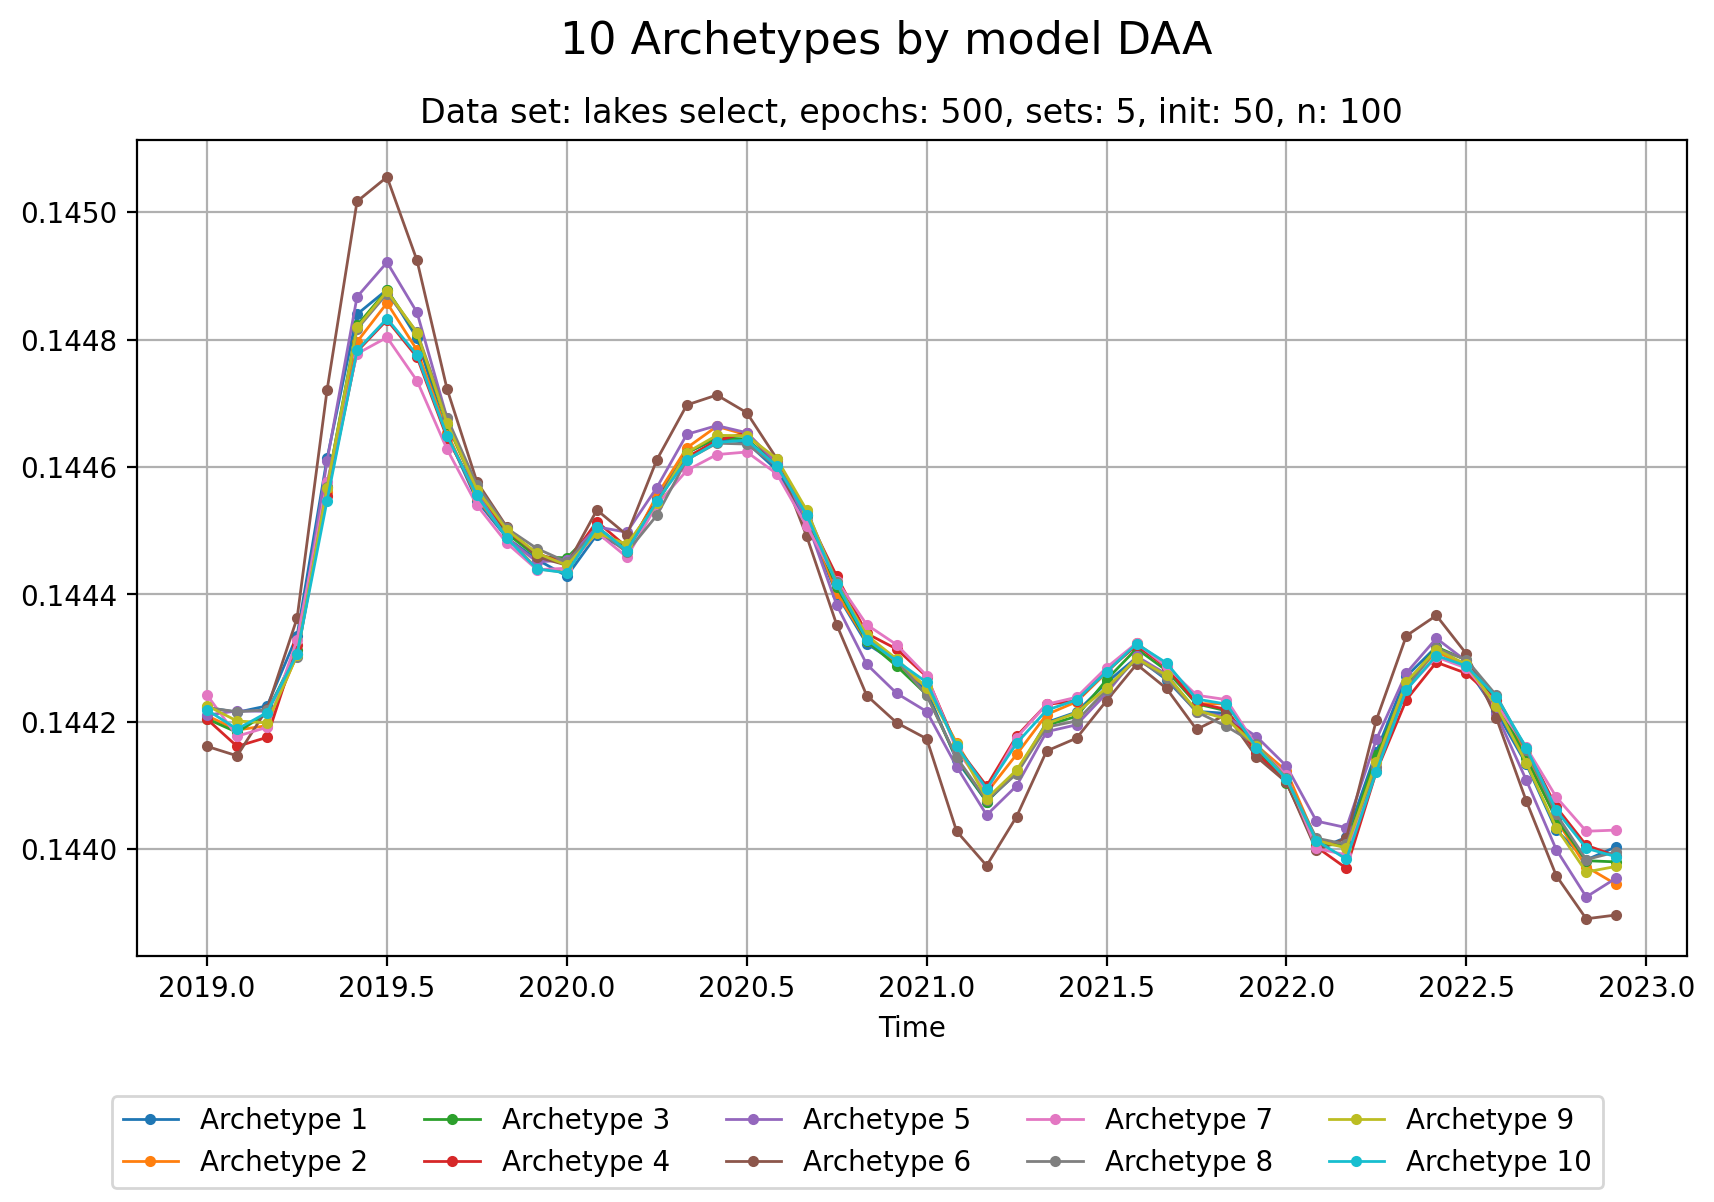 10 Archetypes by model DAA
Data set: lakes select, epochs: 500, sets: 5, init: 50, n: 100
0.1450
0.1448
0.1446
0.1444
0.1442
0.1440
2019.0 2019.5 2020.0 2020.5 2021.0 2021.5 2022.0 2022.5 2023.0
Time
Archetype 1 Archetype 3 Archetype 5 Archetype 7 Archetype 9
Archetype 2 Archetype 4 Archetype 6 Archetype 8 Archetype 10